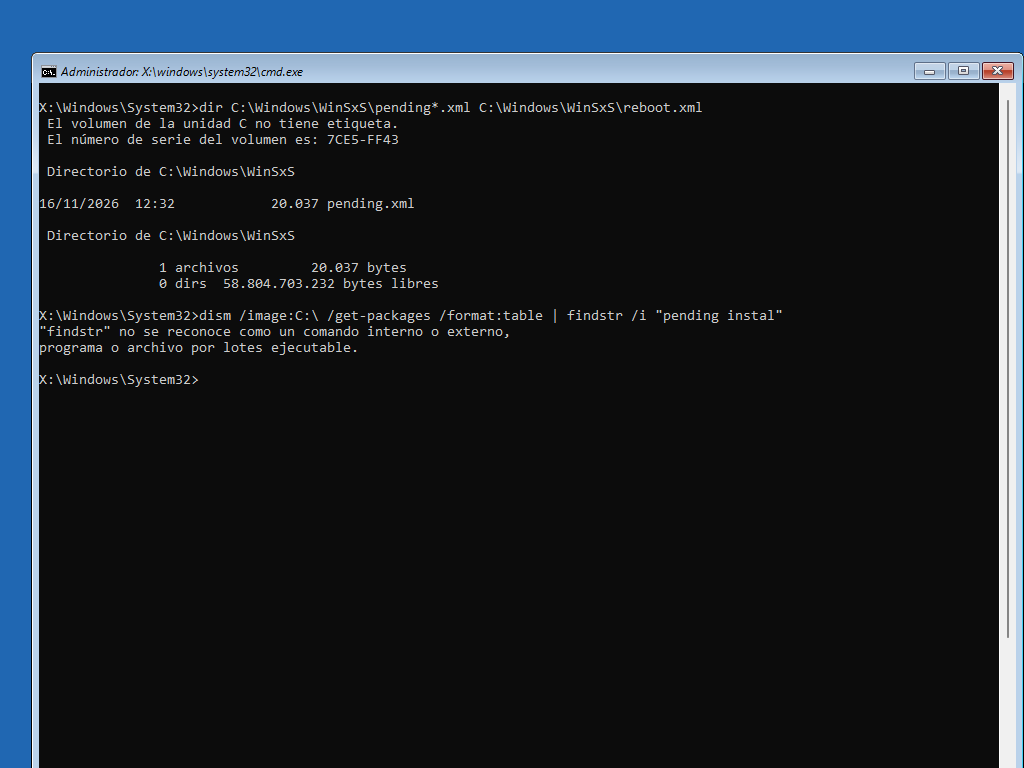 Administrador: X:\windows\system32\cmd.exe
X:\Windows\System32>dir C:\Windows\WinSxS\pending*.xml C:\Windows\WinSxS\reboot.xml
El volumen de la unidad C no tiene etiqueta.
El número de serie del volumen es: 7CE5-FF43
Directorio de C:\Windows\WinSxS
16/11/2026  12:32            20.037 pending.xml
Directorio de C:\Windows\WinSxS
1 archivos         20.037 bytes
0 dirs  58.804.703.232 bytes libres
X:\Windows\System32>dism /image:C:\ /get-packages /format:table | findstr /i "pending instal"
"findstr" no se reconoce como un comando interno o externo,
programa o archivo por lotes ejecutable.
X:\Windows\System32>